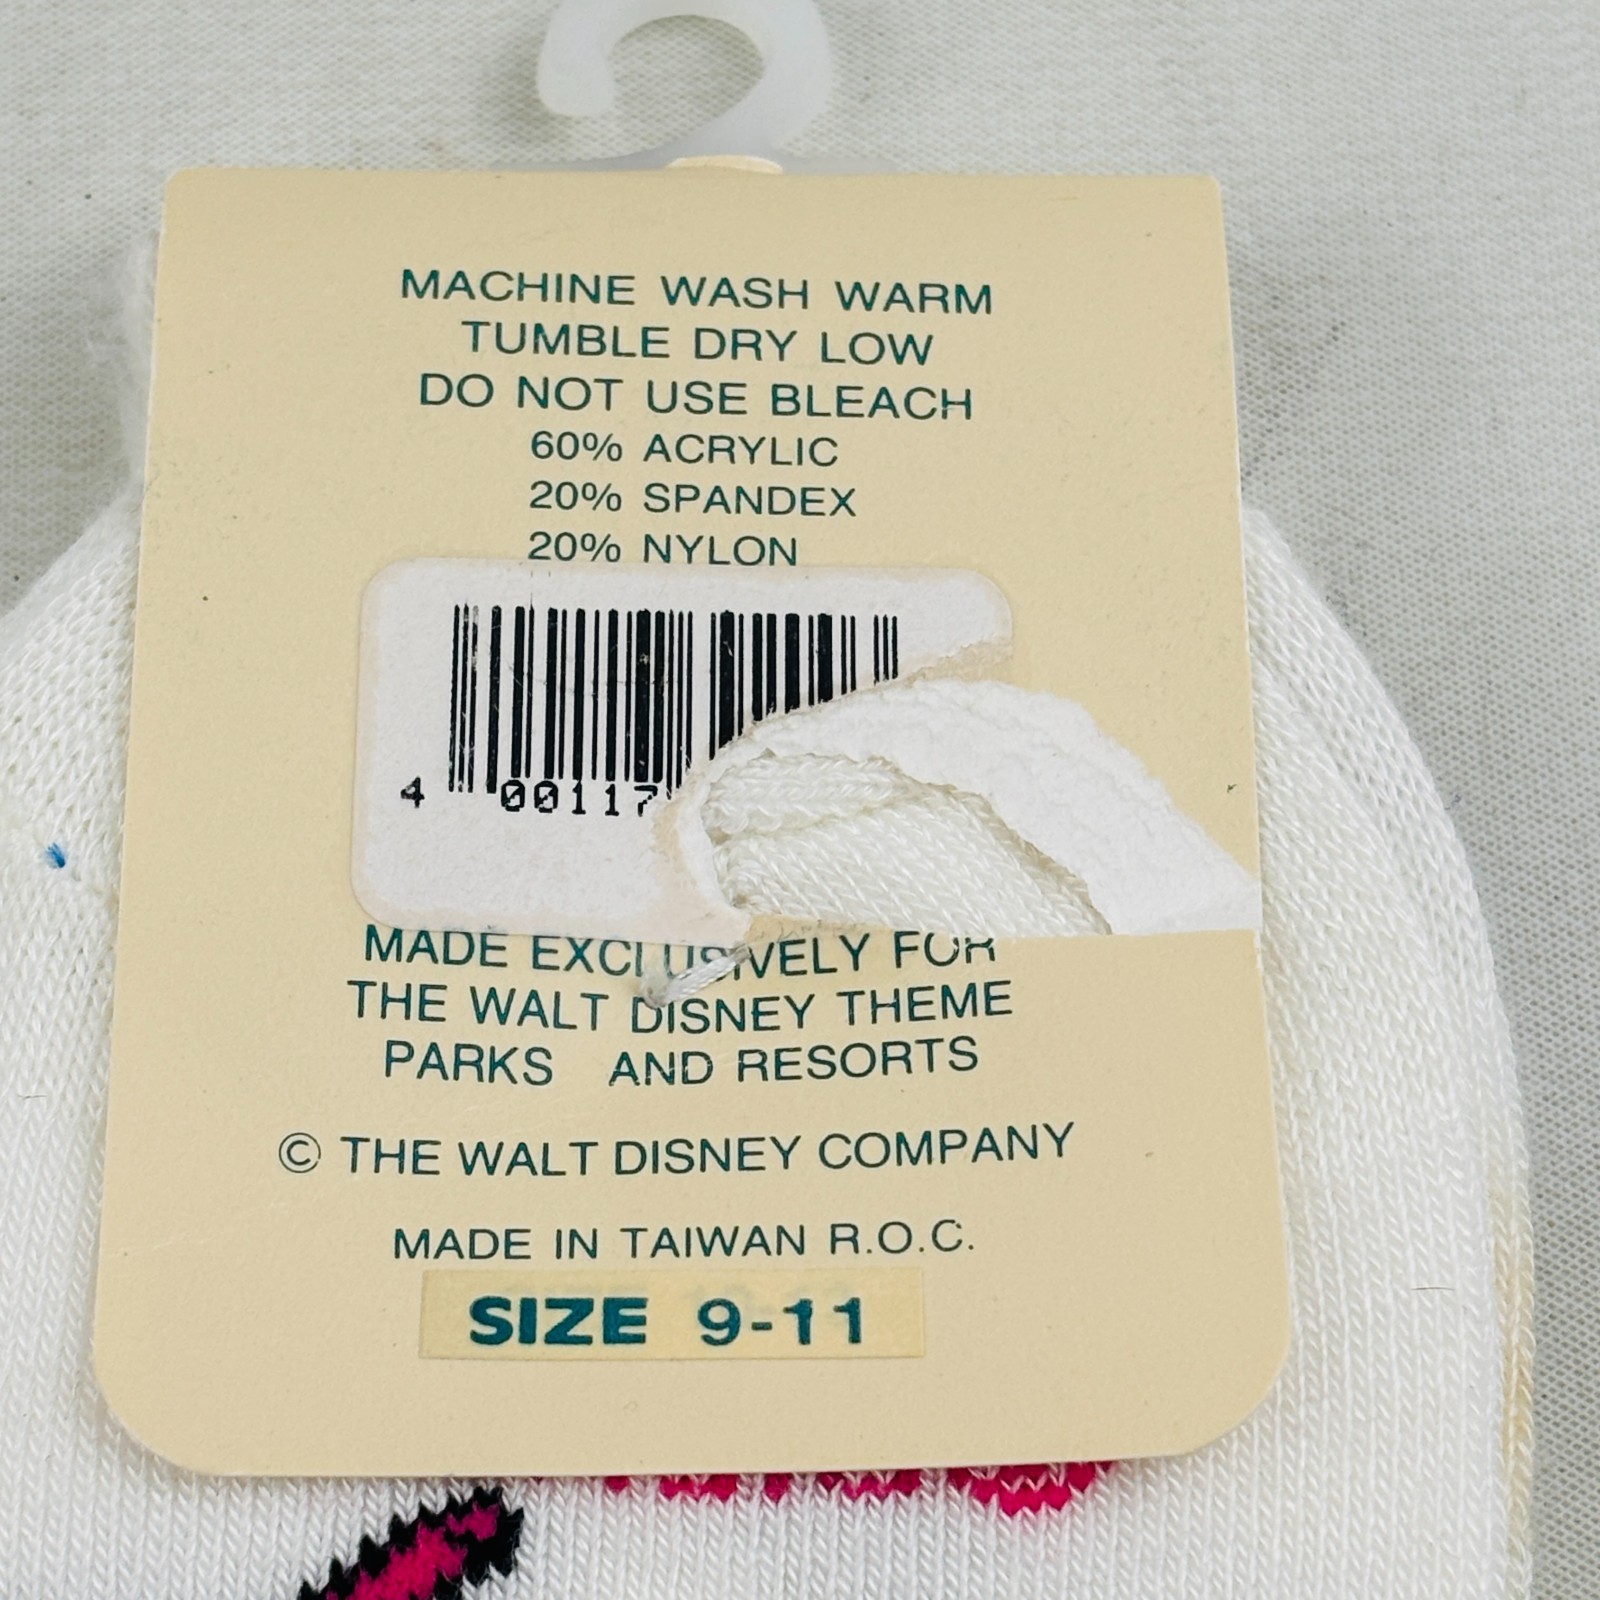 MACHINE WASH WARM
TUMBLE DRY LOW
DO NOT USE BLEACH
60% ACRYLIC
20% SPANDEX
20% NYLON
4 00117
MADE EXCLUSIVELY FOR
THE WALT DISNEY THEME
PARKS AND RESORTS
© THE WALT DISNEY COMPANY
MADE IN TAIWAN R.O.C.
SIZE 9-11